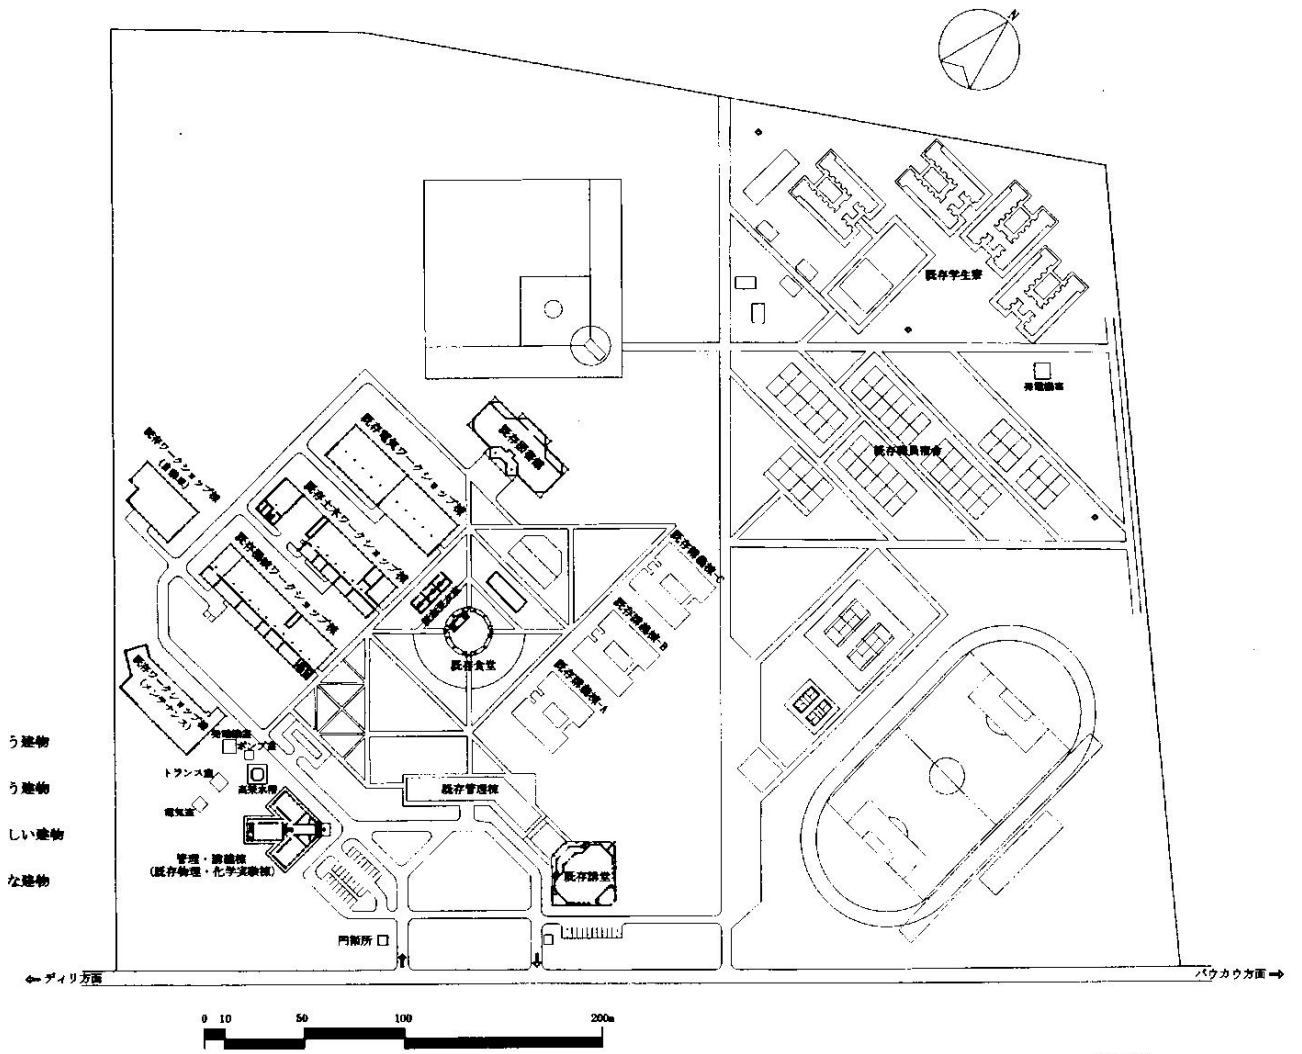 N
既存学生寮
発電機室
既存職員宿舎
既存図書棟
既存電気ワークショップ棟
既存ワークショップ棟
(自動車)
既存土木ワークショップ棟
既存機械ワークショップ棟
既存講義棟-C
既存講義棟-B
既存講義棟-A
既存食堂
既存ワークショップ棟
(メンテナンス)
発電機室
ポンプ室
う建物
トランス室
高架水槽
既存管理棟
う建物
電気室
しい建物
管理・講義棟
(既存物理・化学実験棟)
既存講堂
な建物
門衛所
ディリ方面
バウカウ方面
0 10 50 100 200m